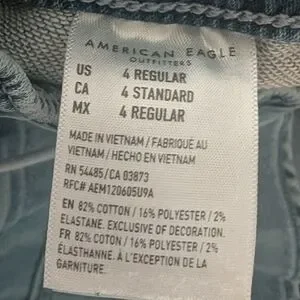 AMERICAN EAGLE
OUTFITTERS
US 4 REGULAR
CA 4 STANDARD
MX 4 REGULAR
MADE IN VIETNAM / FABRIQUÉ AU
VIETNAM / HECHO EN VIETNAM
RN 54485/CA 03873
RFC# AEM120605U9A
EN 82% COTTON / 16% POLYESTER / 2%
ELASTANE. EXCLUSIVE OF DECORATION.
FR 82% COTON / 16% POLYESTER / 2%
ÉLASTHANNE. À L'EXCEPTION DE LA
GARNITURE.